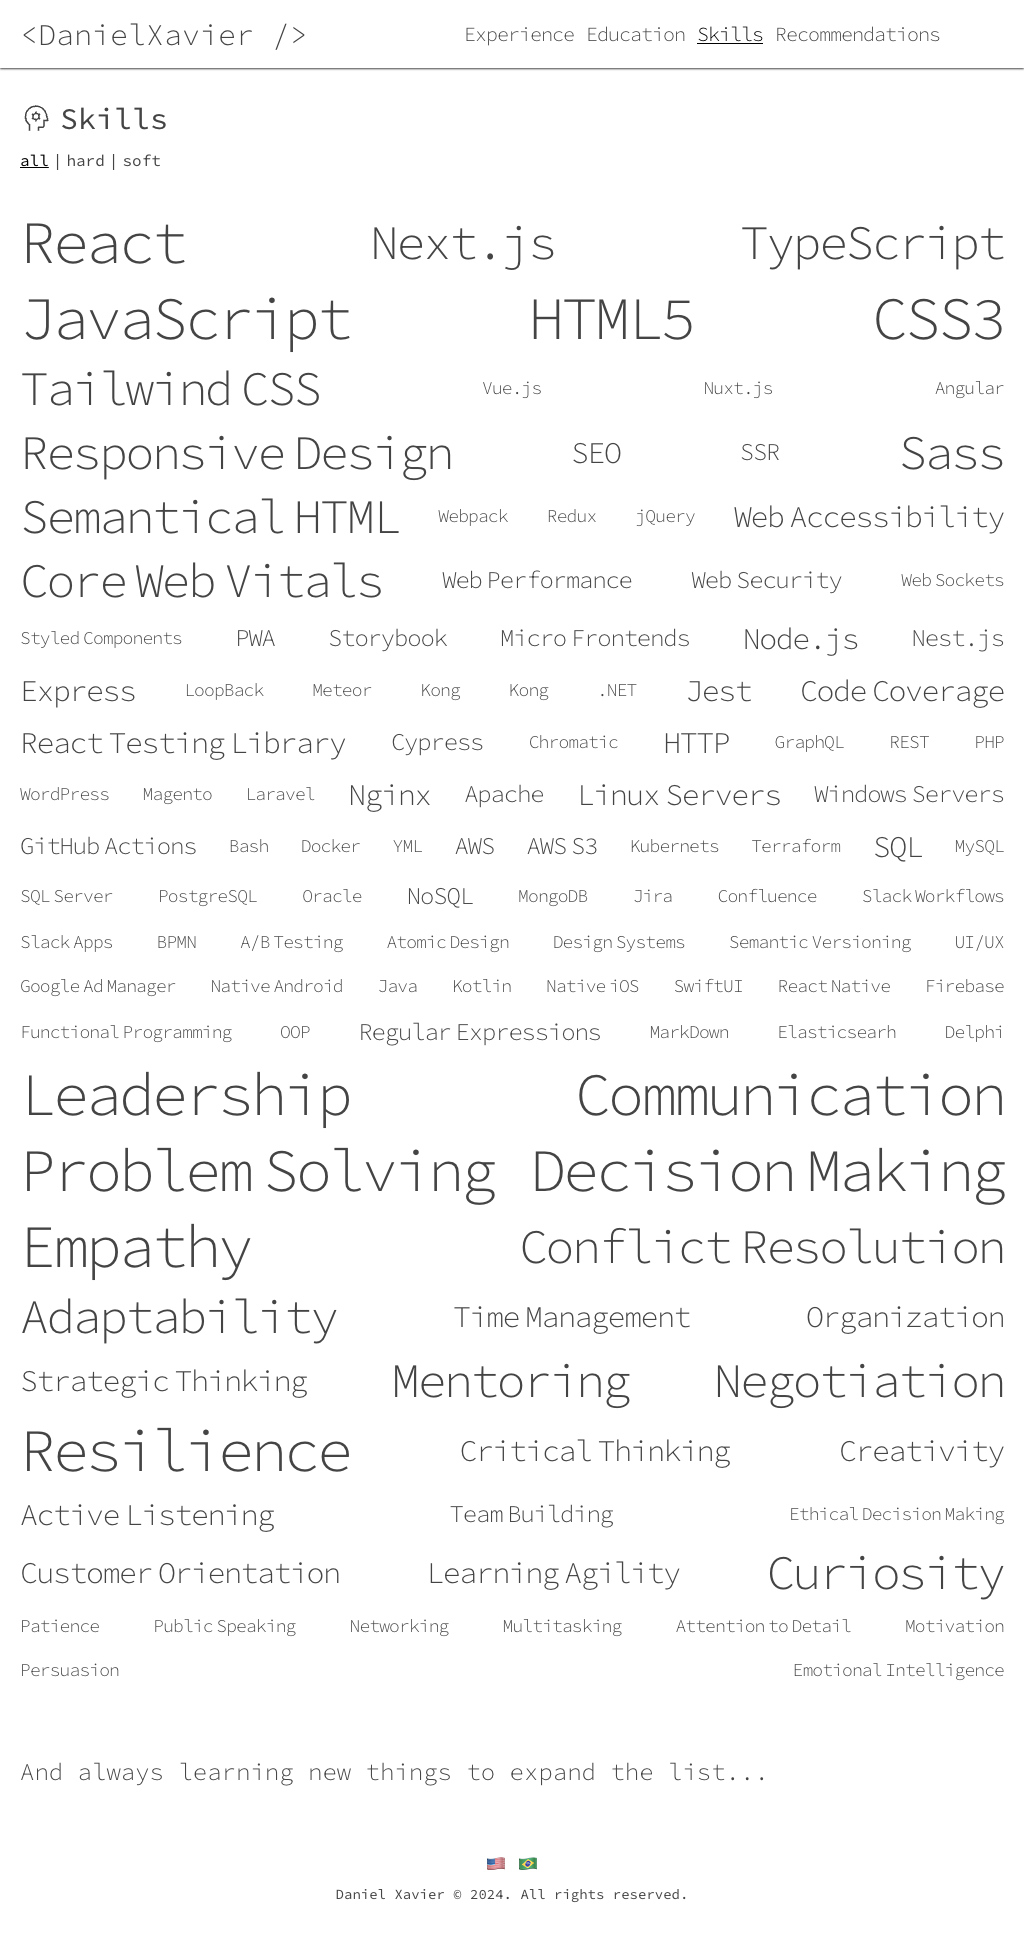 <DanielXavier /> Experience Education Skills Recommendations
Skills
all | hard | soft
React Next.js TypeScript
JavaScript HTML5 CSS3
Tailwind CSS Vue.js Nuxt.js Angular
Responsive Design SEO SSR Sass
Semantical HTML Webpack Redux jQuery Web Accessibility
Core Web Vitals Web Performance Web Security Web Sockets
Styled Components PWA Storybook Micro Frontends Node.js Nest.js
Express LoopBack Meteor Kong Kong .NET Jest Code Coverage
React Testing Library Cypress Chromatic HTTP GraphQL REST PHP
WordPress Magento Laravel Nginx Apache Linux Servers Windows Servers
GitHub Actions Bash Docker YML AWS AWS S3 Kubernets Terraform SQL MySQL
SQL Server PostgreSQL Oracle NoSQL MongoDB Jira Confluence Slack Workflows
Slack Apps BPMN A/B Testing Atomic Design Design Systems Semantic Versioning UI/UX
Google Ad Manager Native Android Java Kotlin Native iOS SwiftUI React Native Firebase
Functional Programming OOP Regular Expressions MarkDown Elasticsearh Delphi
Leadership Communication
Problem Solving Decision Making
Empathy Conflict Resolution
Adaptability Time Management Organization
Strategic Thinking Mentoring Negotiation
Resilience Critical Thinking Creativity
Active Listening Team Building Ethical Decision Making
Customer Orientation Learning Agility Curiosity
Patience Public Speaking Networking Multitasking Attention to Detail Motivation
Persuasion Emotional Intelligence
And always learning new things to expand the list...
Daniel Xavier © 2024. All rights reserved.